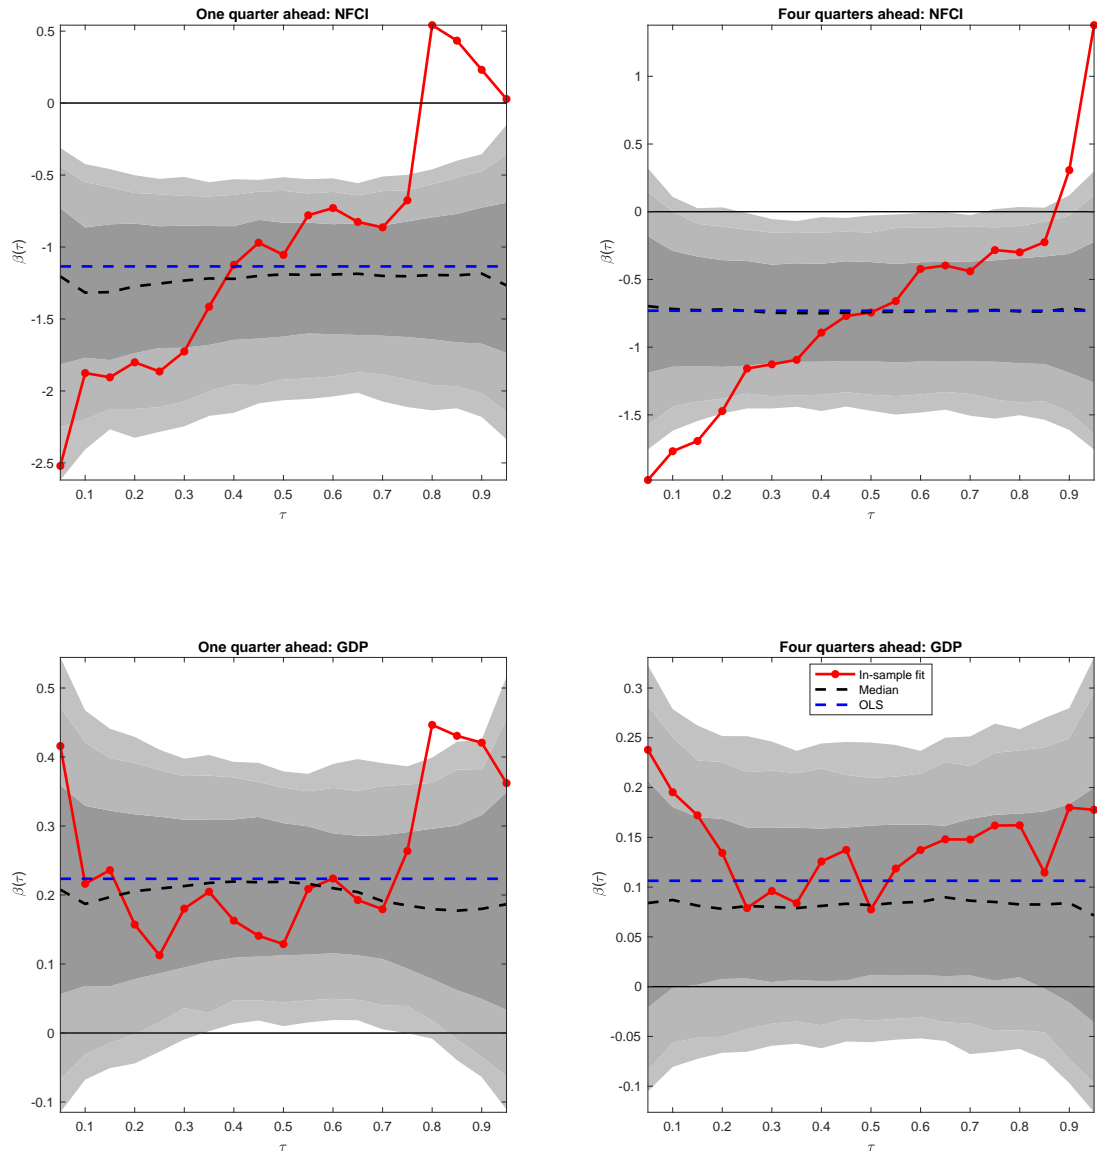 One quarter ahead: NFCI
0.5
0
-0.5
-1
-1.5
-2
-2.5
β(τ)
0.1 0.2 0.3 0.4 0.5 0.6 0.7 0.8 0.9
τ
Four quarters ahead: NFCI
1
0.5
0
-0.5
-1
-1.5
β(τ)
0.1 0.2 0.3 0.4 0.5 0.6 0.7 0.8 0.9
τ
One quarter ahead: GDP
0.5
0.4
0.3
0.2
0.1
0
-0.1
β(τ)
0.1 0.2 0.3 0.4 0.5 0.6 0.7 0.8 0.9
τ
Four quarters ahead: GDP
In-sample fit
Median
OLS
0.3
0.25
0.2
0.15
0.1
0.05
0
-0.05
-0.1
β(τ)
0.1 0.2 0.3 0.4 0.5 0.6 0.7 0.8 0.9
τ